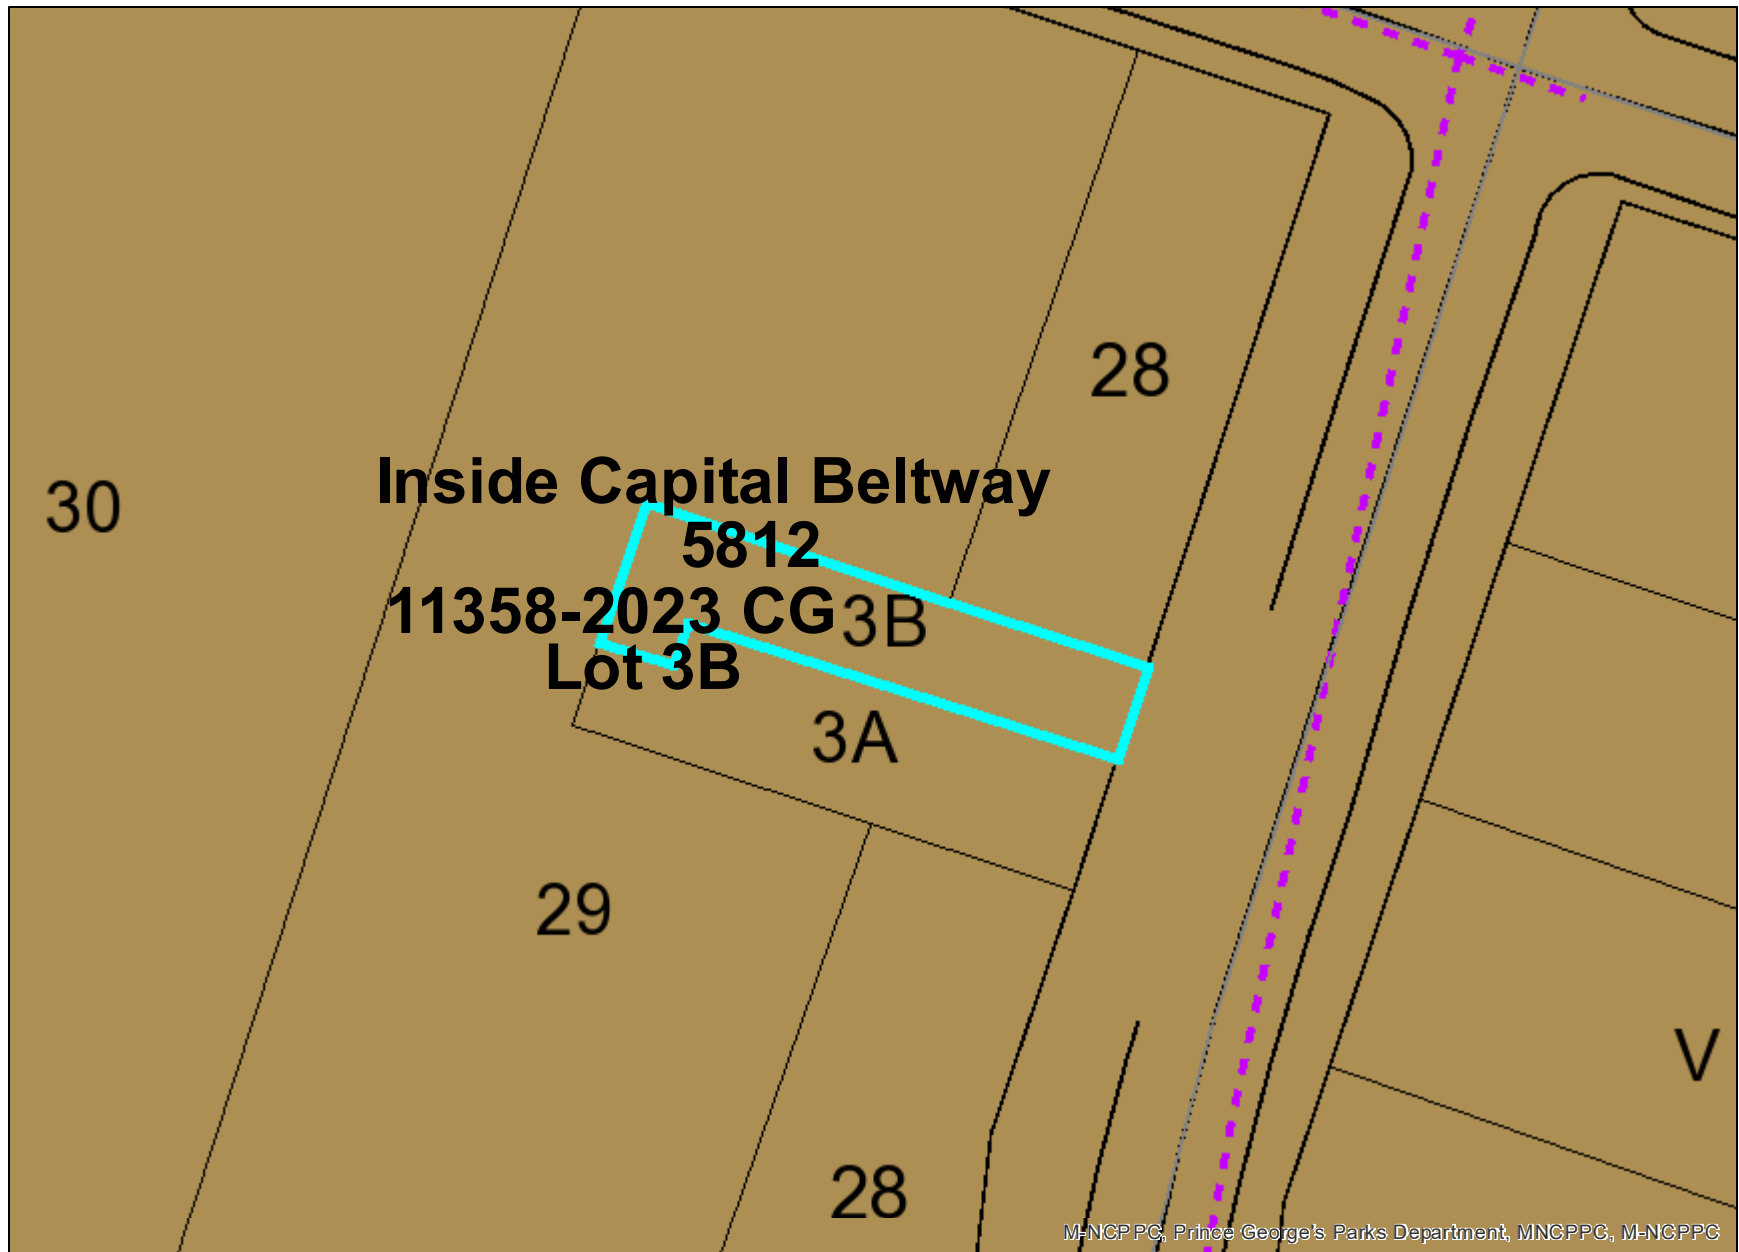 28
30
Inside Capital Beltway
5812
11358-2023 CG
3B
Lot 3B
3A
29
V
28
M-NCPPC, Prince George's Parks Department, MNCPPC, M-NCPPC